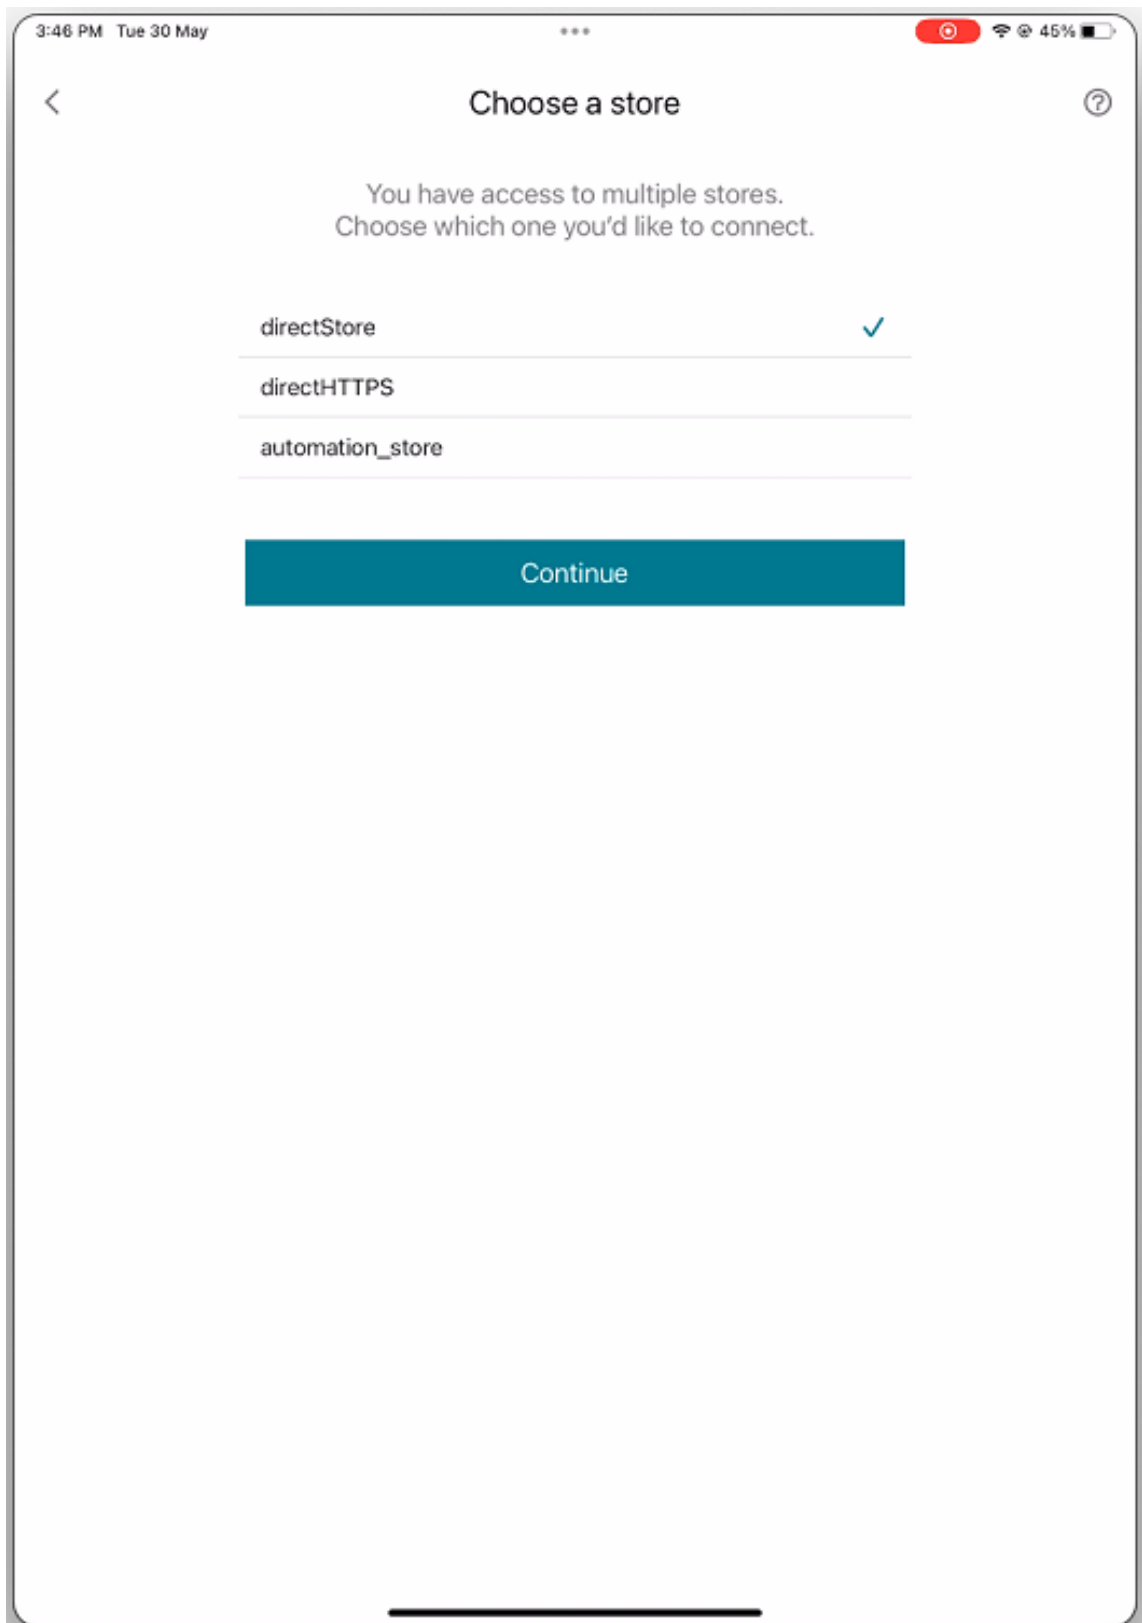 3:46 PM Tue 30 May
45%
Choose a store
You have access to multiple stores.
Choose which one you'd like to connect.
directStore
directHTTPS
automation_store
Continue